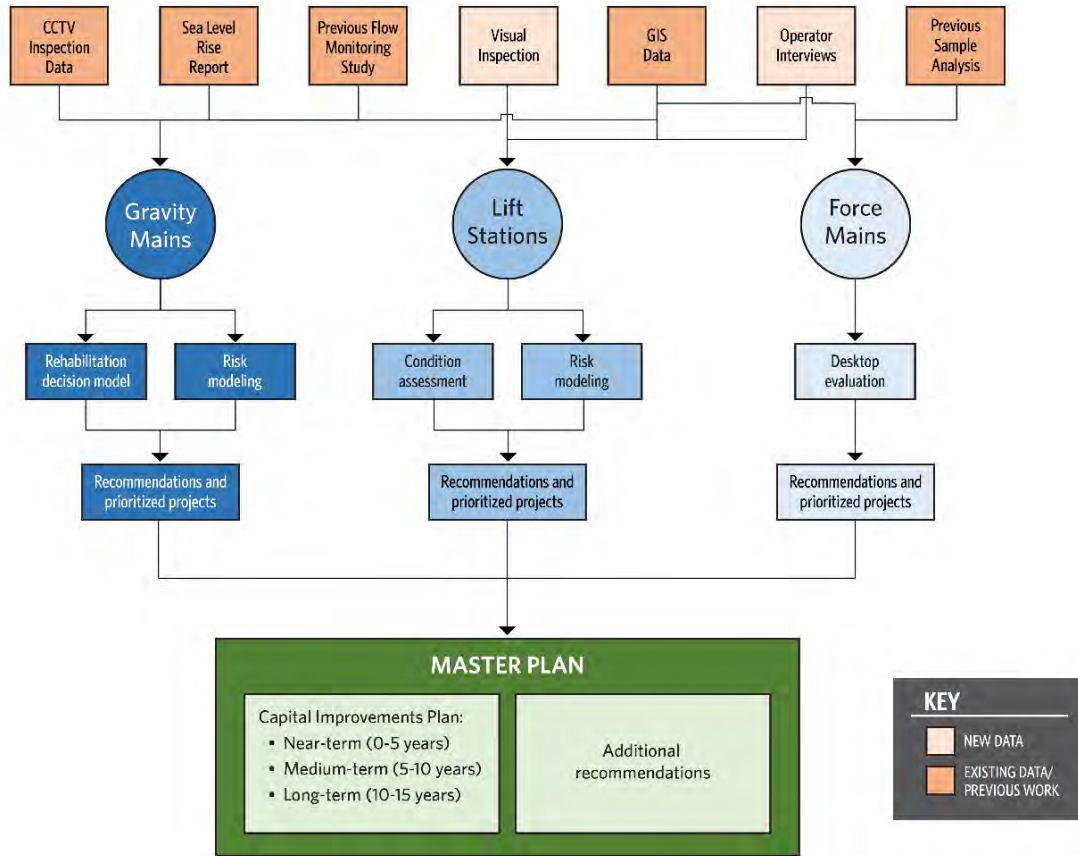 CCTV
Inspection
Data
Sea Level
Rise
Report
Previous Flow
Monitoring
Study
Visual
Inspection
GIS
Data
Operator
Interviews
Previous
Sample
Analysis
Gravity
Mains
Lift
Stations
Force
Mains
Rehabilitation
decision model
Risk
modeling
Condition
assessment
Risk
modeling
Desktop
evaluation
Recommendations and
prioritized projects
Recommendations and
prioritized projects
Recommendations and
prioritized projects
MASTER PLAN
Capital Improvements Plan:
▪ Near-term (0-5 years)
▪ Medium-term (5-10 years)
▪ Long-term (10-15 years)
Additional
recommendations
KEY
NEW DATA
EXISTING DATA/
PREVIOUS WORK